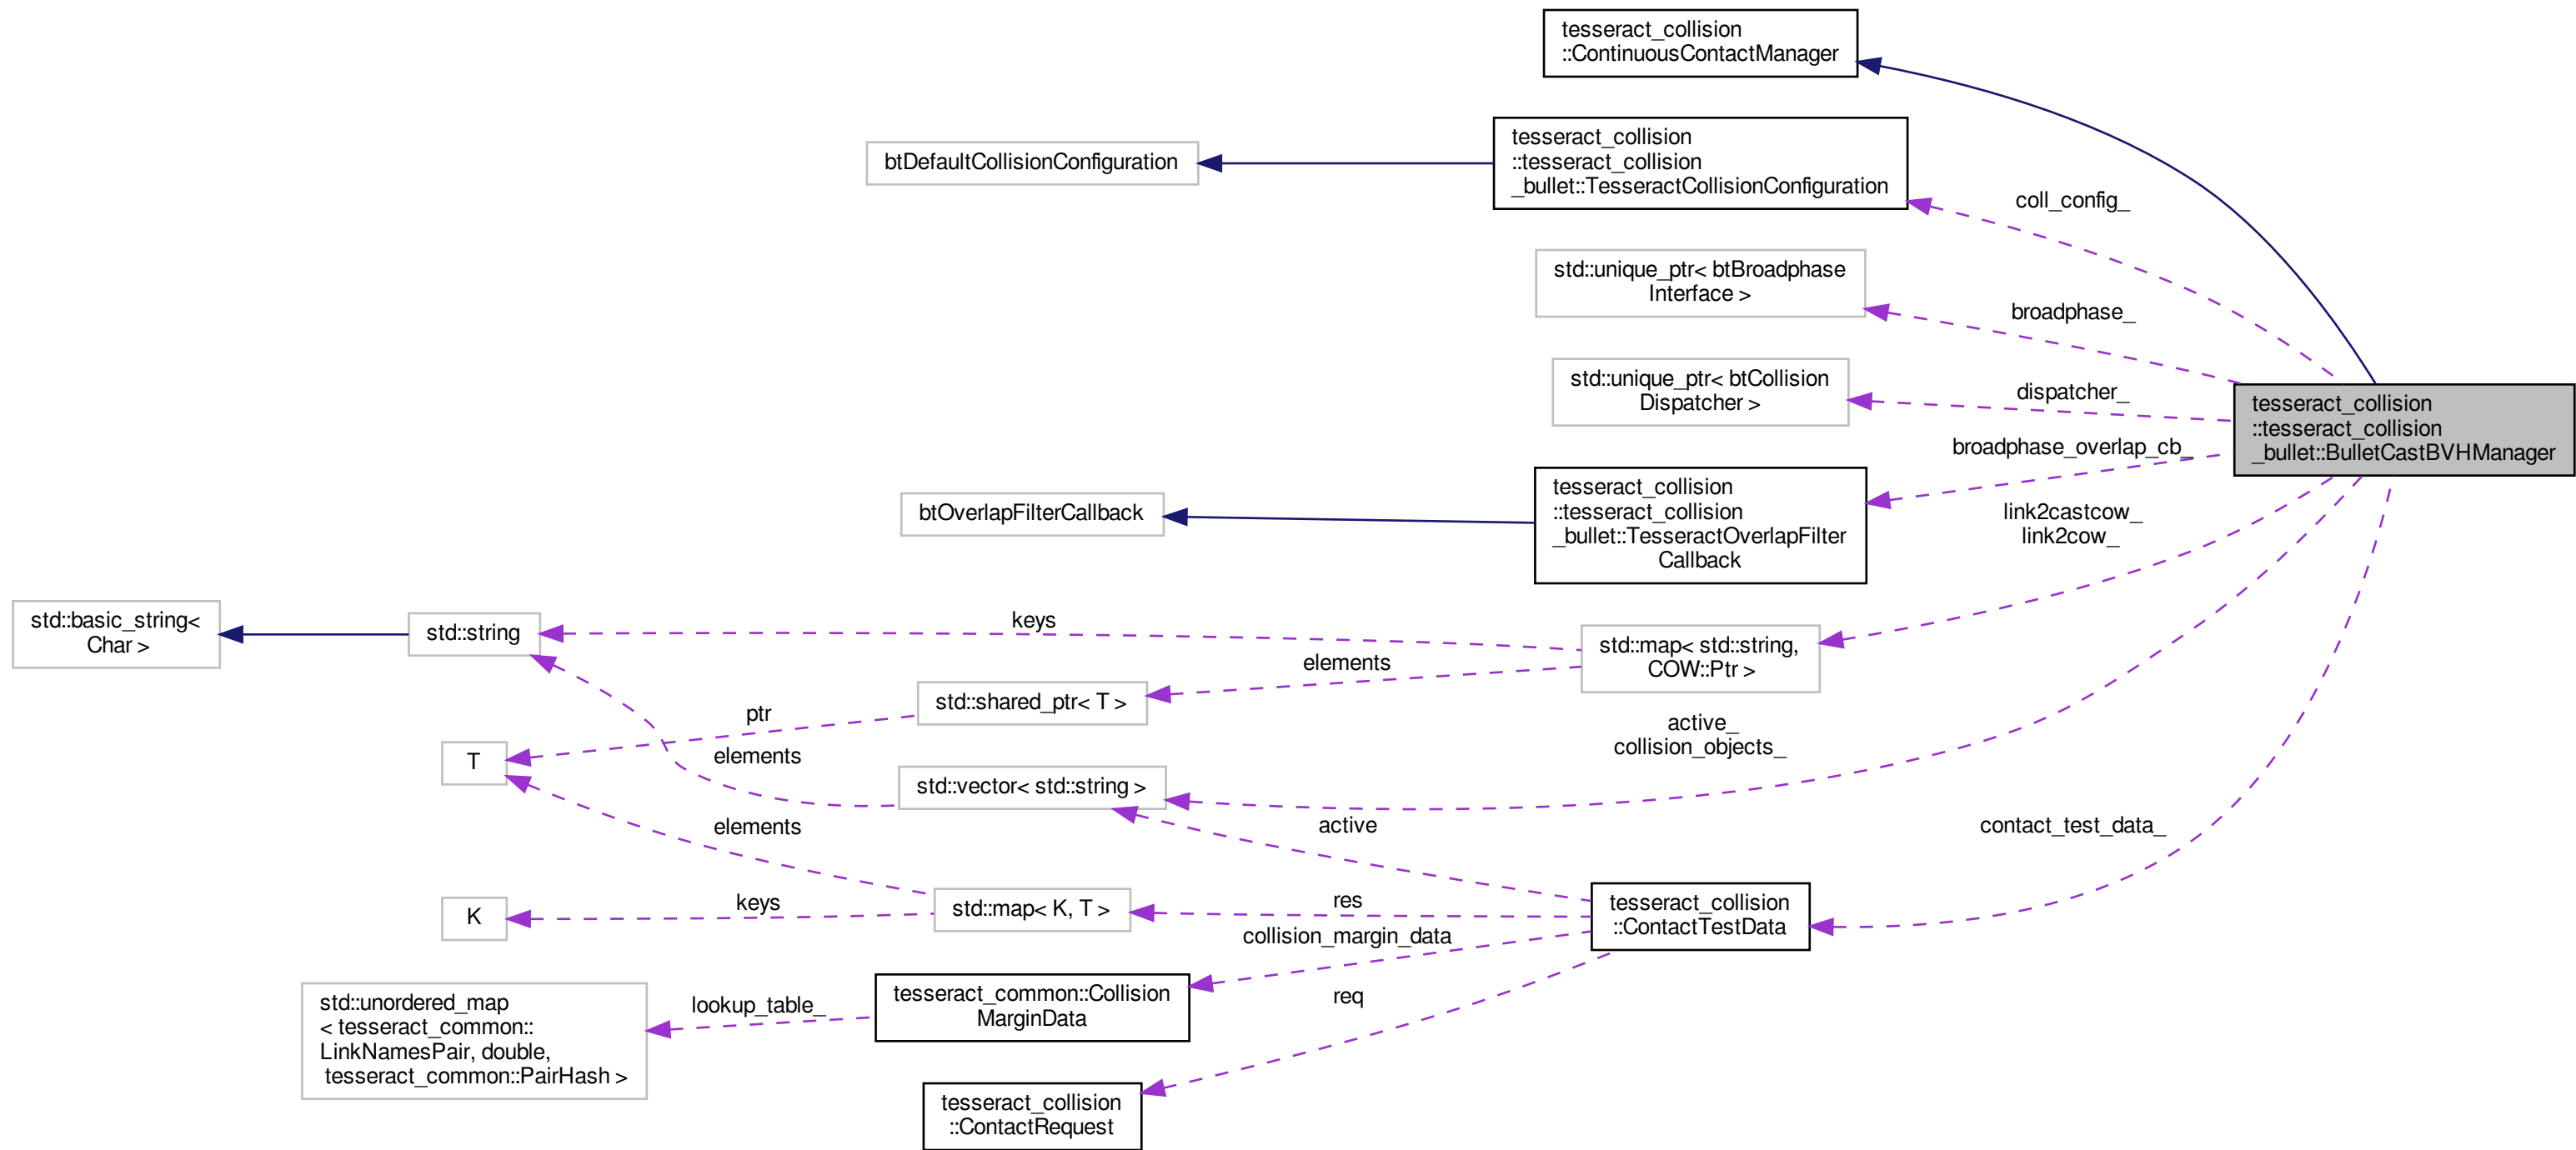 tesseract_collision
::ContinuousContactManager
tesseract_collision
::tesseract_collision
_bullet::TesseractCollisionConfiguration
btDefaultCollisionConfiguration
coll_config_
std::unique_ptr< btBroadphase
Interface >
broadphase_
std::unique_ptr< btCollision
Dispatcher >
dispatcher_
tesseract_collision
::tesseract_collision
_bullet::BulletCastBVHManager
broadphase_overlap_cb_
tesseract_collision
::tesseract_collision
_bullet::TesseractOverlapFilter
Callback
btOverlapFilterCallback
link2castcow_
link2cow_
std::basic_string<
Char >
std::string
keys
std::map< std::string,
COW::Ptr >
elements
std::shared_ptr< T >
ptr
T
elements
active_
collision_objects_
std::vector< std::string >
elements
active
contact_test_data_
K
keys
std::map< K, T >
res
tesseract_collision
::ContactTestData
collision_margin_data
tesseract_common::Collision
MarginData
lookup_table_
std::unordered_map
< tesseract_common::
LinkNamesPair, double,
tesseract_common::PairHash >
req
tesseract_collision
::ContactRequest